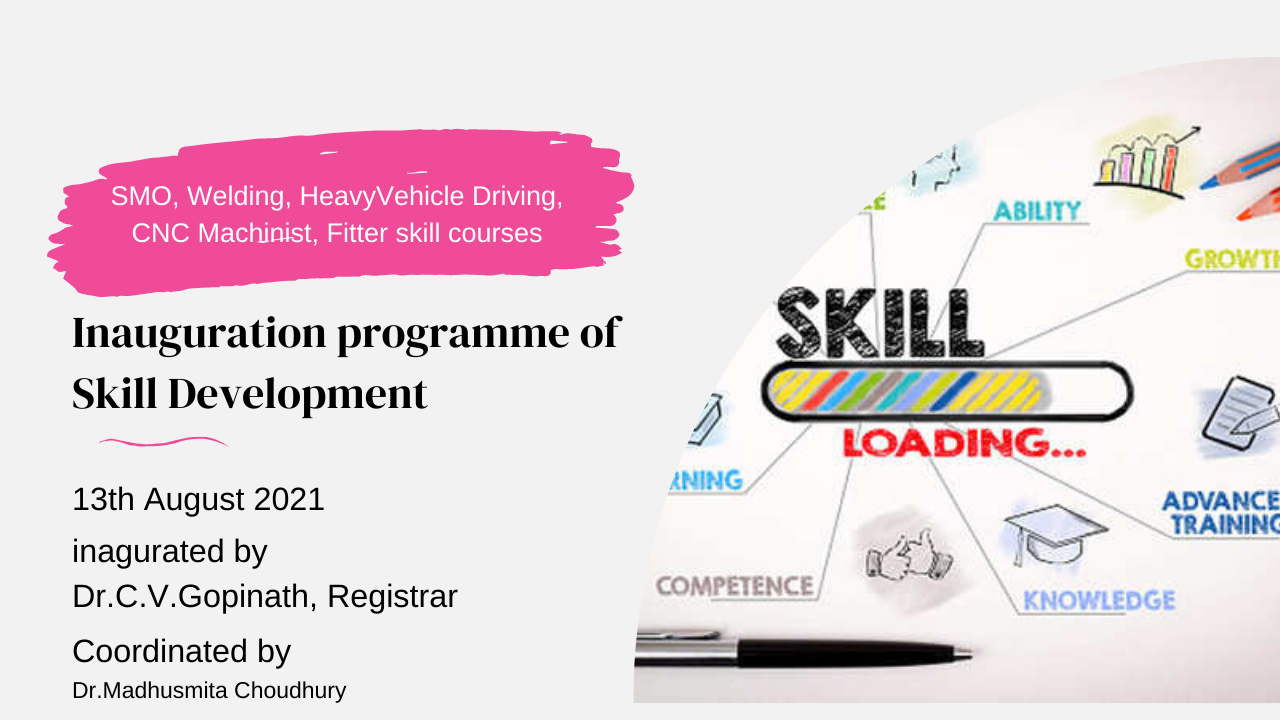 SMO, Welding, HeavyVehicle Driving,
CNC Machinist, Fitter skill courses
Inauguration programme of
Skill Development
13th August 2021
inagurated by
Dr.C.V.Gopinath, Registrar
Coordinated by
Dr.Madhusmita Choudhury
ABILITY
GROWTH
SKILL
LOADING...
RNING
ADVANCE
TRAINING
COMPETENCE
KNOWLEDGE